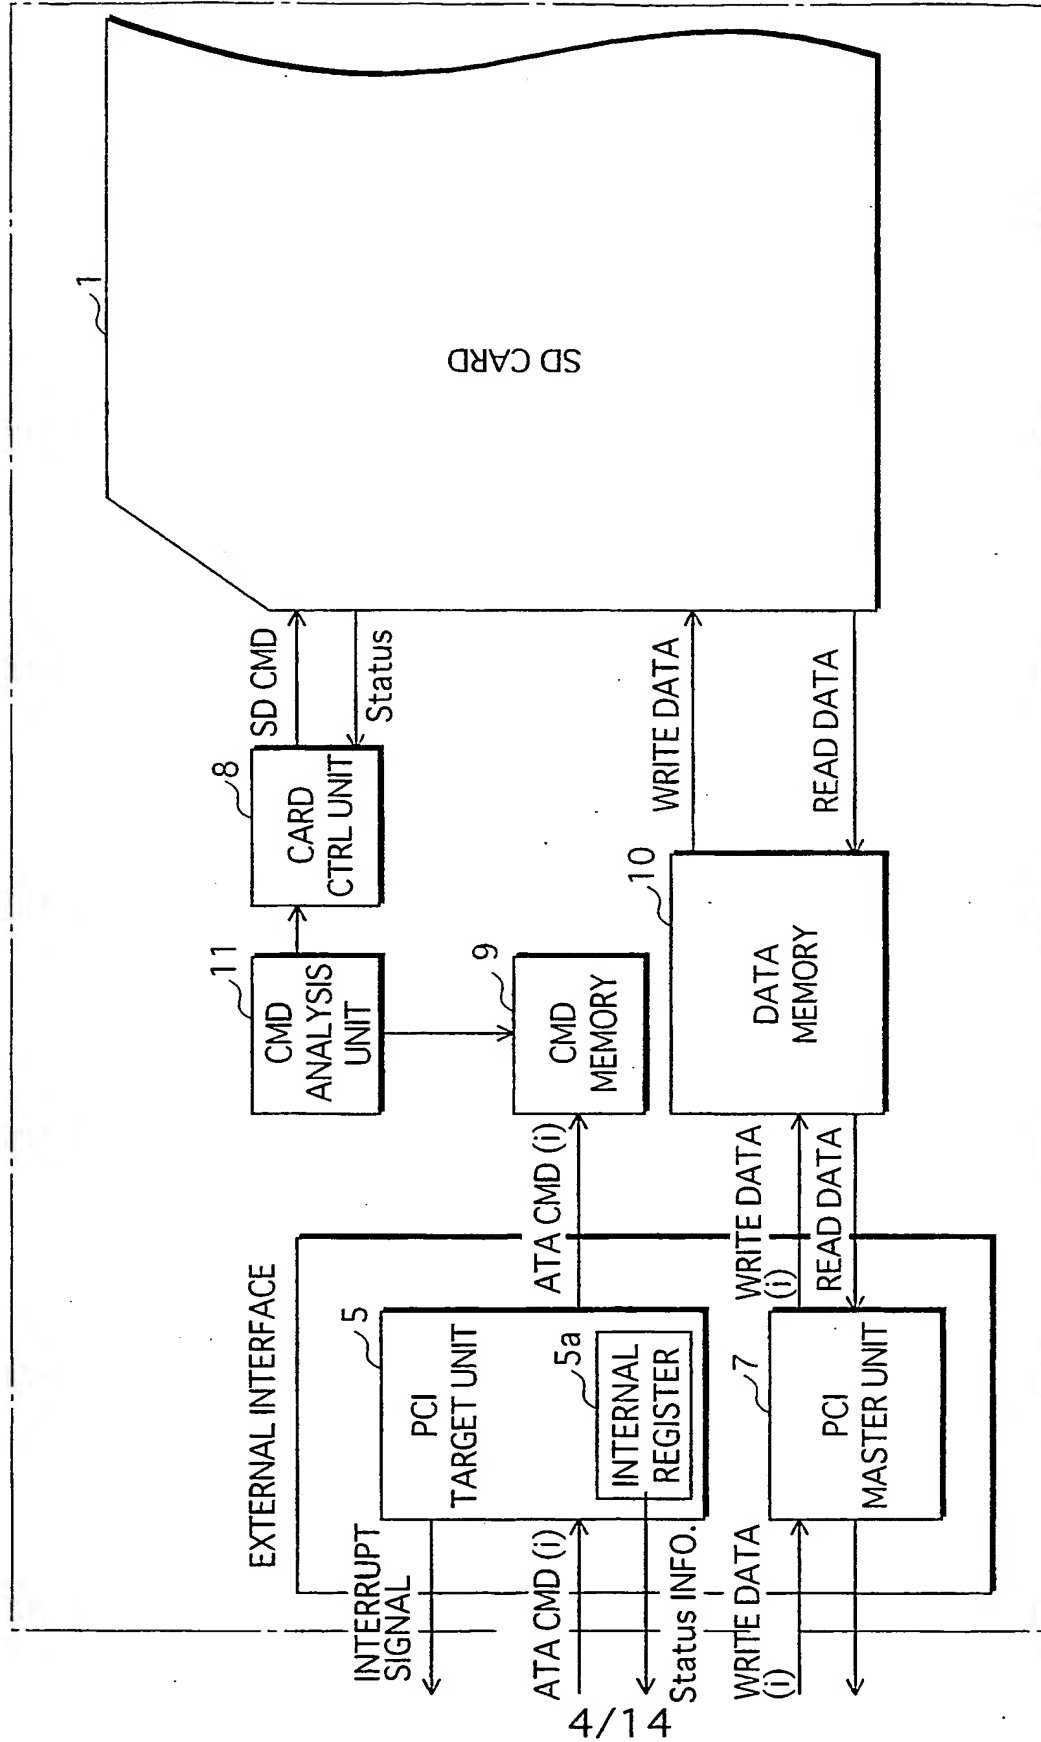 EXTERNAL INTERFACE
INTERRUPT
SIGNAL
5
PCI
TARGET UNIT
5a
INTERNAL
REGISTER
ATA CMD (i)
Status INFO.
ATA CMD (i)
WRITE DATA
(i)
7
PCI
MASTER UNIT
WRITE DATA
(i)
READ DATA
11
CMD
ANALYSIS
UNIT
9
CMD
MEMORY
10
DATA
MEMORY
8
CARD
CTRL UNIT
SD CMD
Status
WRITE DATA
READ DATA
1
SD CARD
4/14